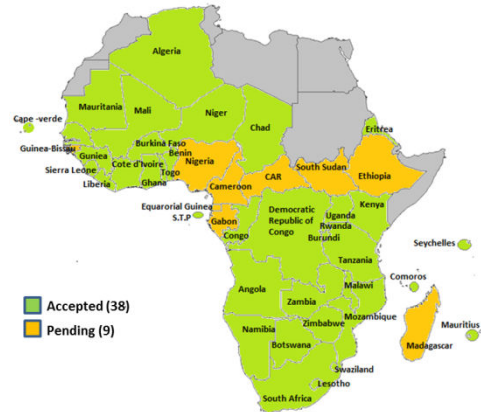 Algeria
Mauritania
Mali
Niger
Chad
Cape -verde
Eritrea
Guinea-Bissau
Guniea
Burkina Faso
Benin
Nigeria
Sierra Leone
Cote d'Ivoire
Togo
Liberia
Ghana
Cameroon
CAR
South Sudan
Ethiopia
Equarorial Guinea
S.T.P
Gabon
Congo
Democratic
Republic of
Congo
Uganda
Kenya
Rwanda
Burundi
Seychelles
Tanzania
Comoros
Angola
Malawi
Zambia
Mozambique
Zimbabwe
Mauritius
Namibia
Botswana
Madagascar
Swaziland
Lesotho
South Africa
Accepted (38)
Pending (9)